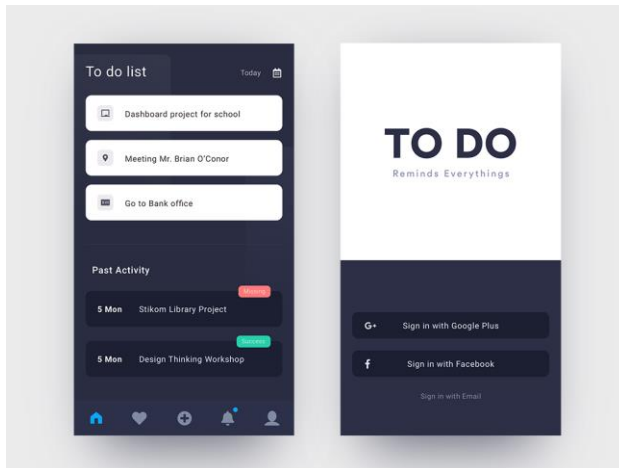 To do list
Today
Dashboard project for school
Meeting Mr. Brian O'Conor
Go to Bank office
Past Activity
Missing
5 Mon Stikom Library Project
Success
5 Mon Design Thinking Workshop
TO DO
Reminds Everythings
G+ Sign in with Google Plus
f Sign in with Facebook
Sign in with Email